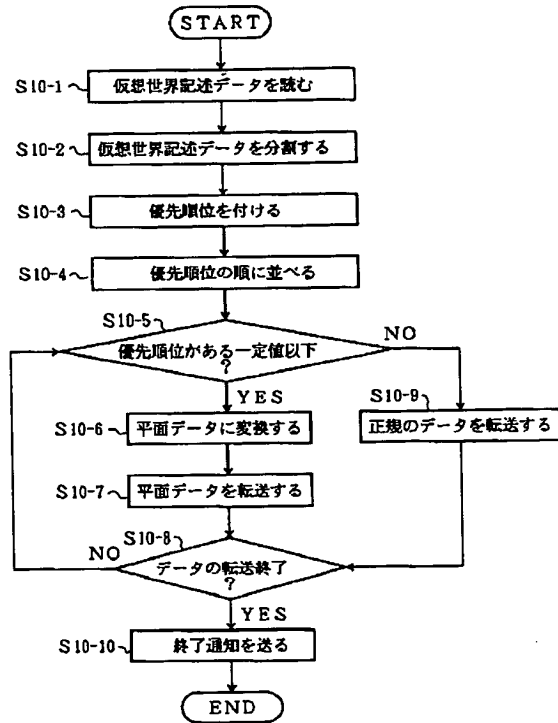 START
S10-1
仮想世界記述データを読む
S10-2
仮想世界記述データを分割する
S10-3
優先順位を付ける
S10-4
優先順位の順に並べる
S10-5
優先順位がある一定値以下
?
NO
YES
S10-9
S10-6
平面データに変換する
正規のデータを転送する
S10-7
平面データを転送する
S10-8
NO
データの転送終了
?
YES
S10-10
終了通知を送る
END